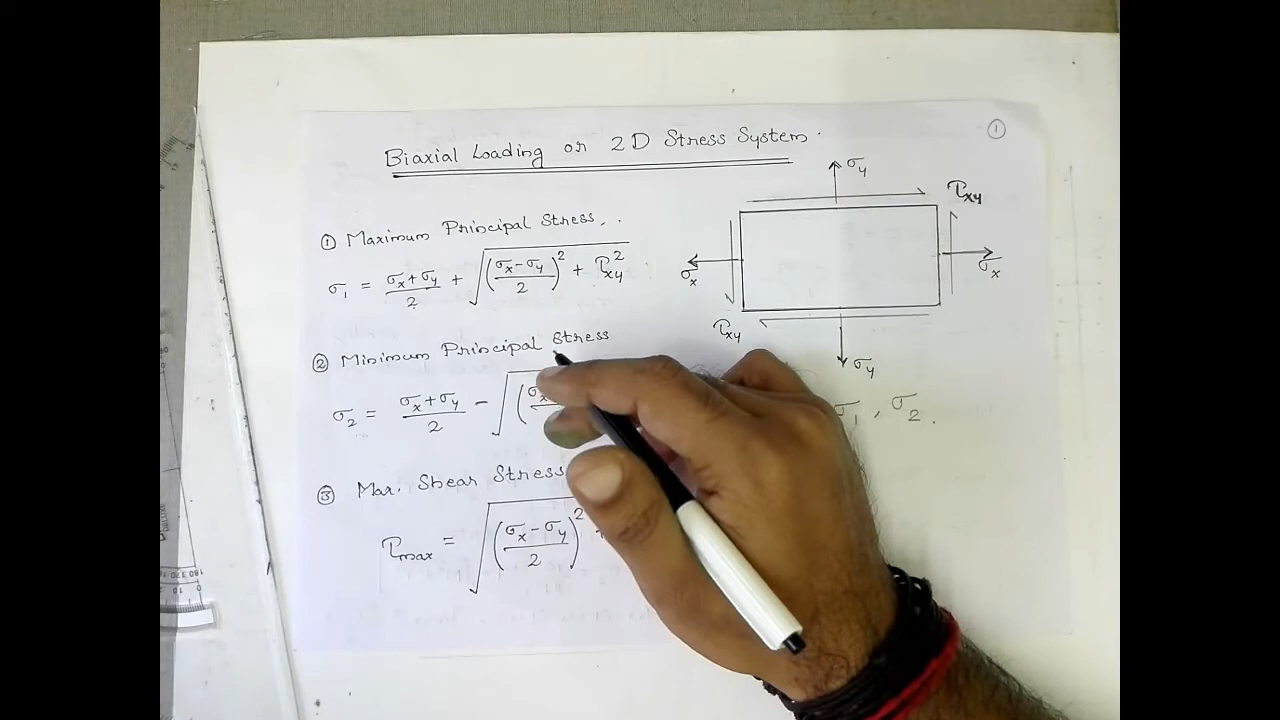 ①
Biaxial Loading or 2D Stress System.
① Maximum Principal Stress,.
σ₁ = (σx+σy)/2 + √(((σx-σy)/2)² + τxy²)
② Minimum Principal Stress
σ₂ = (σx+σy)/2 - √((σx
③ Max. Shear Stress
τmax = √(((σx-σy)/2)² +
σy
τxy
σx
σx
τxy
σy
σ₁, σ₂.